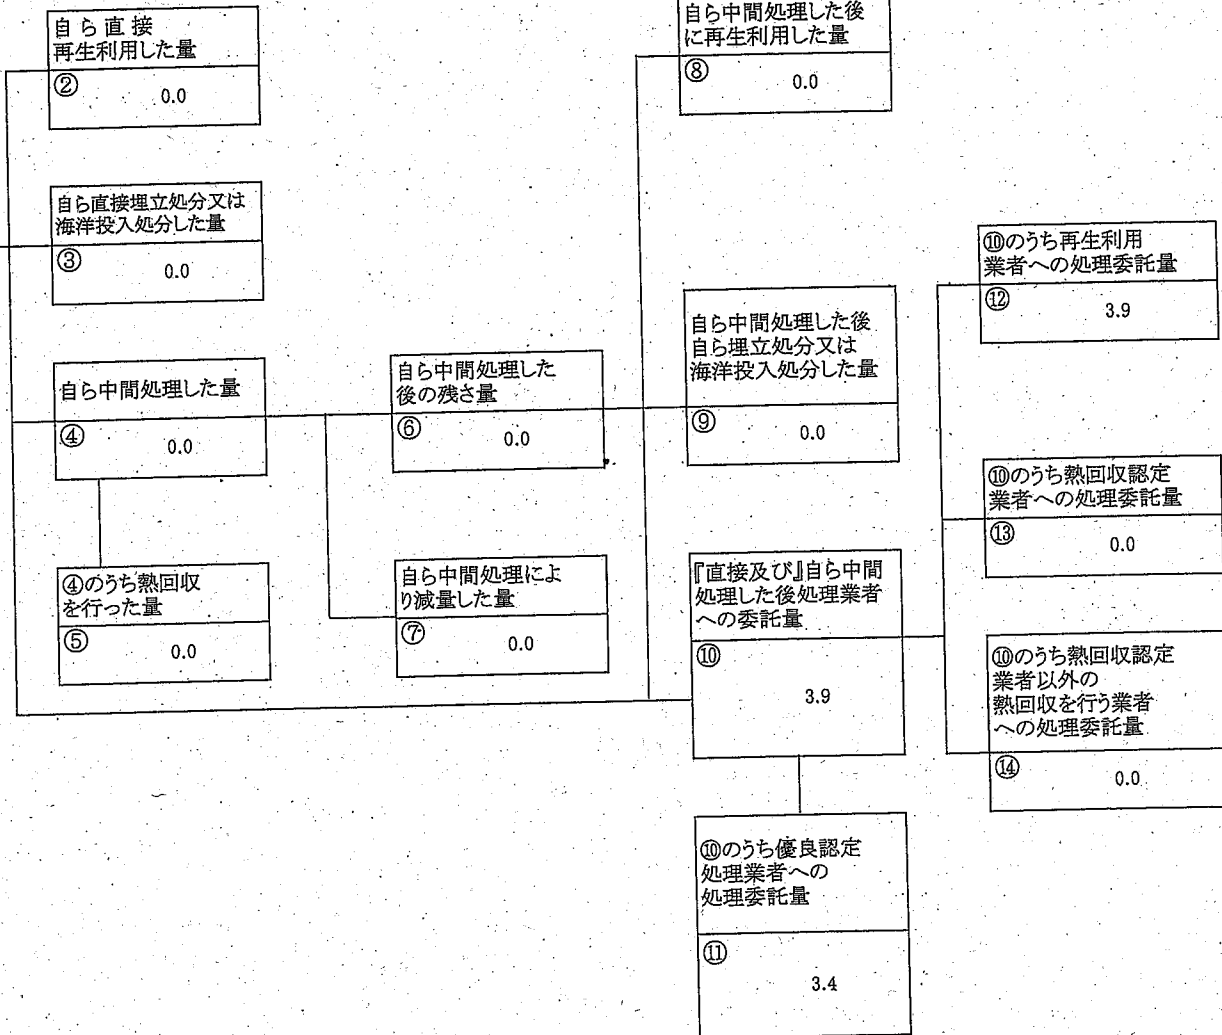 自ら直接
再生利用した量
②
0.0
自ら直接埋立処分又は
海洋投入処分した量
③
0.0
自ら中間処理した量
④
0.0
④のうち熱回収
を行った量
⑤
0.0
自ら中間処理した
後の残さ量
⑥
0.0
自ら中間処理によ
り減量した量
⑦
0.0
自ら中間処理した後
に再生利用した量
⑧
0.0
自ら中間処理した後
自ら埋立処分又は
海洋投入処分した量
⑨
0.0
『直接及び』自ら中間
処理した後処理業者
への委託量
⑩
3.9
⑩のうち優良認定
処理業者への
処理委託量
⑪
3.4
⑩のうち再生利用
業者への処理委託量
⑫
3.9
⑩のうち熱回収認定
業者への処理委託量
⑬
0.0
⑩のうち熱回収認定
業者以外の
熱回収を行う業者
への処理委託量
⑭
0.0